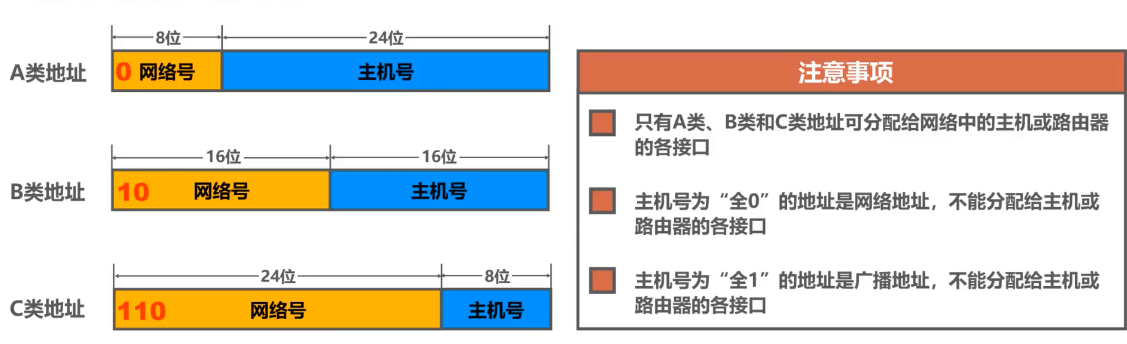 8位 24位
A类地址 0 网络号 主机号
16位 16位
B类地址 10 网络号 主机号
24位 8位
C类地址 110 网络号 主机号
注意事项
只有A类、B类和C类地址可分配给网络中的主机或路由器
的各接口
主机号为“全0”的地址是网络地址，不能分配给主机或
路由器的各接口
主机号为“全1”的地址是广播地址，不能分配给主机或
路由器的各接口